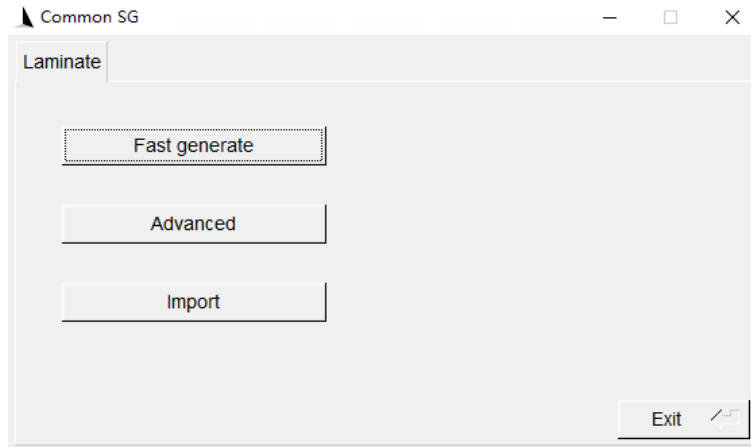 Common SG
Laminate
Fast generate
Advanced
Import
Exit